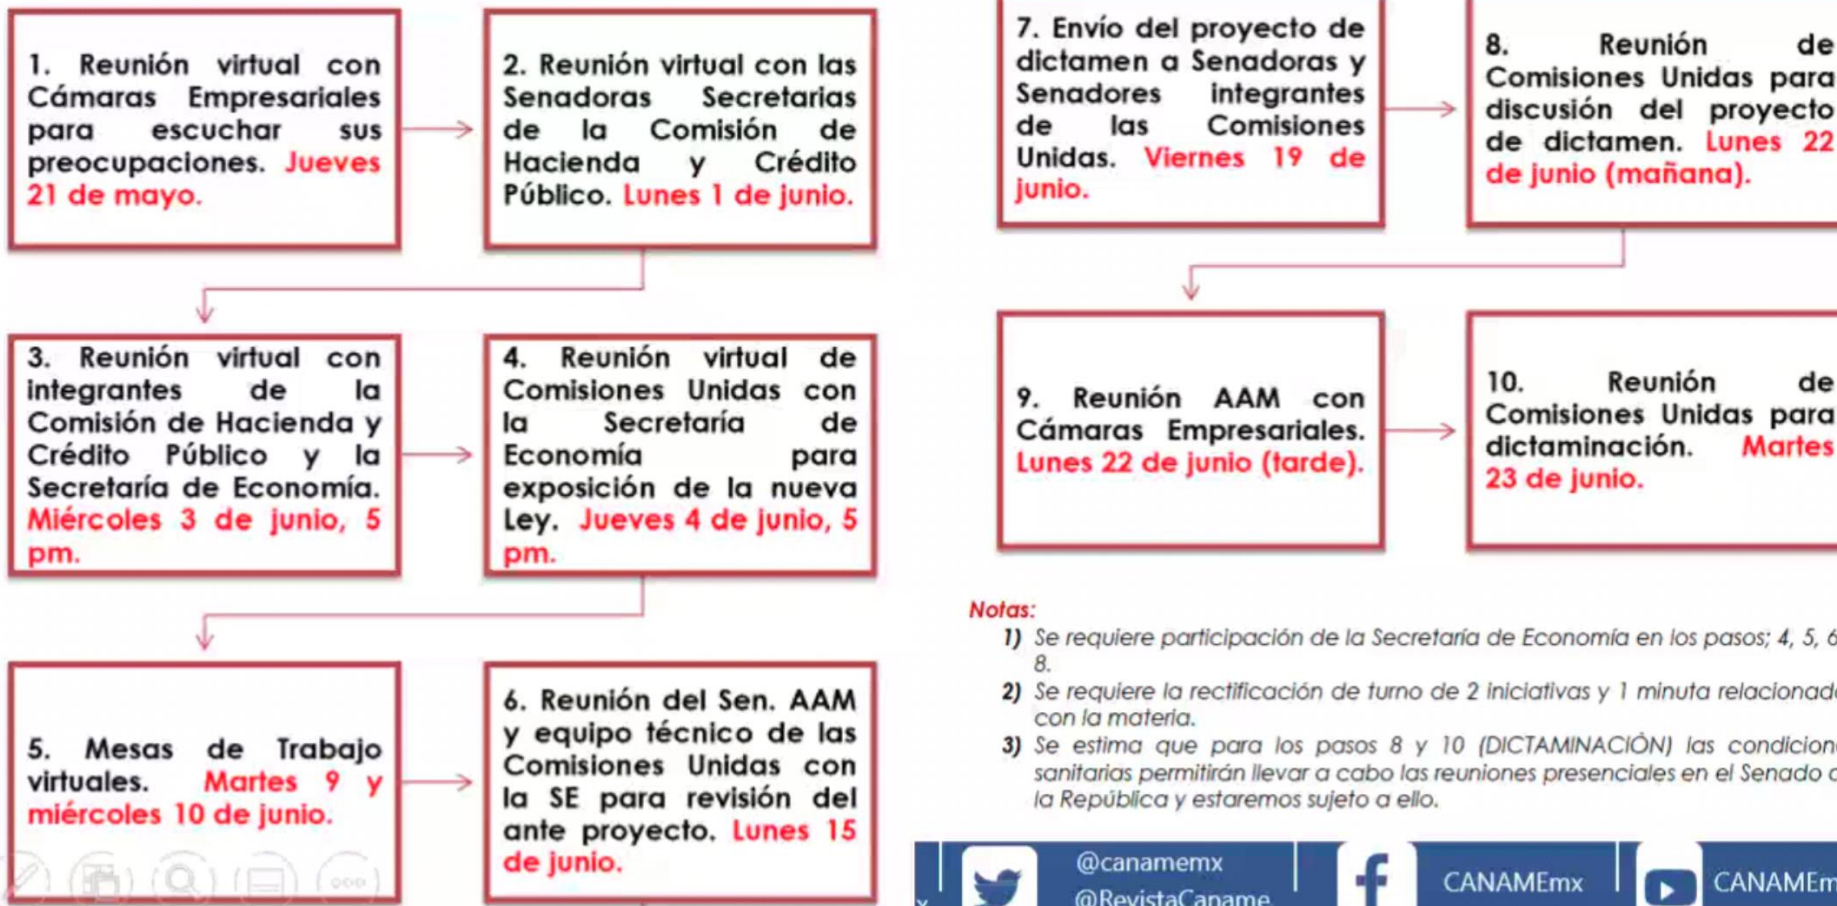 1. Reunión virtual con
Cámaras Empresariales
para escuchar sus
preocupaciones. Jueves
21 de mayo.
2. Reunión virtual con las
Senadoras Secretarias
de la Comisión de
Hacienda y Crédito
Público. Lunes 1 de junio.
3. Reunión virtual con
integrantes de la
Comisión de Hacienda y
Crédito Público y la
Secretaría de Economía.
Miércoles 3 de junio, 5
pm.
4. Reunión virtual de
Comisiones Unidas con
la Secretaría de
Economía para
exposición de la nueva
Ley. Jueves 4 de junio, 5
pm.
5. Mesas de Trabajo
virtuales. Martes 9 y
miércoles 10 de junio.
6. Reunión del Sen. AAM
y equipo técnico de las
Comisiones Unidas con
la SE para revisión del
ante proyecto. Lunes 15
de junio.
7. Envío del proyecto de
dictamen a Senadoras y
Senadores integrantes
de las Comisiones
Unidas. Viernes 19 de
junio.
8. Reunión de
Comisiones Unidas para
discusión del proyecto
de dictamen. Lunes 22
de junio (mañana).
9. Reunión AAM con
Cámaras Empresariales.
Lunes 22 de junio (tarde).
10. Reunión de
Comisiones Unidas para
dictaminación. Martes
23 de junio.
Notas:
1) Se requiere participación de la Secretaría de Economía en los pasos; 4, 5, 6
8.
2) Se requiere la rectificación de turno de 2 iniciativas y 1 minuta relacionad
con la materia.
3) Se estima que para los pasos 8 y 10 (DICTAMINACIÓN) las condicion
sanitarias permitirán llevar a cabo las reuniones presenciales en el Senado
la República y estaremos sujeto a ello.
@canamemx
@RevistaCaname
CANAMEmx
CANAMEm